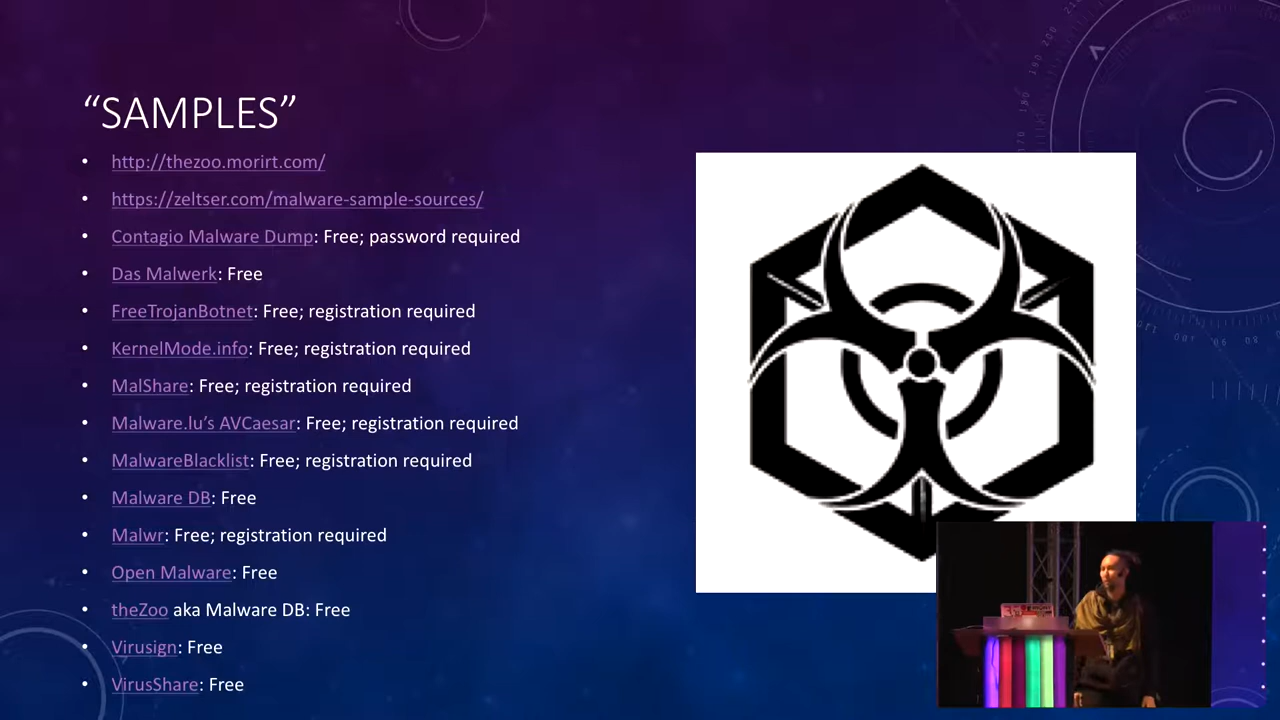 “SAMPLES”
• http://thezoo.morirt.com/
• https://zeltser.com/malware-sample-sources/
• Contagio Malware Dump: Free; password required
• Das Malwerk: Free
• FreeTrojanBotnet: Free; registration required
• KernelMode.info: Free; registration required
• MalShare: Free; registration required
• Malware.lu’s AVCaesar: Free; registration required
• MalwareBlacklist: Free; registration required
• Malware DB: Free
• Malwr: Free; registration required
• Open Malware: Free
• theZoo aka Malware DB: Free
• Virusign: Free
• VirusShare: Free